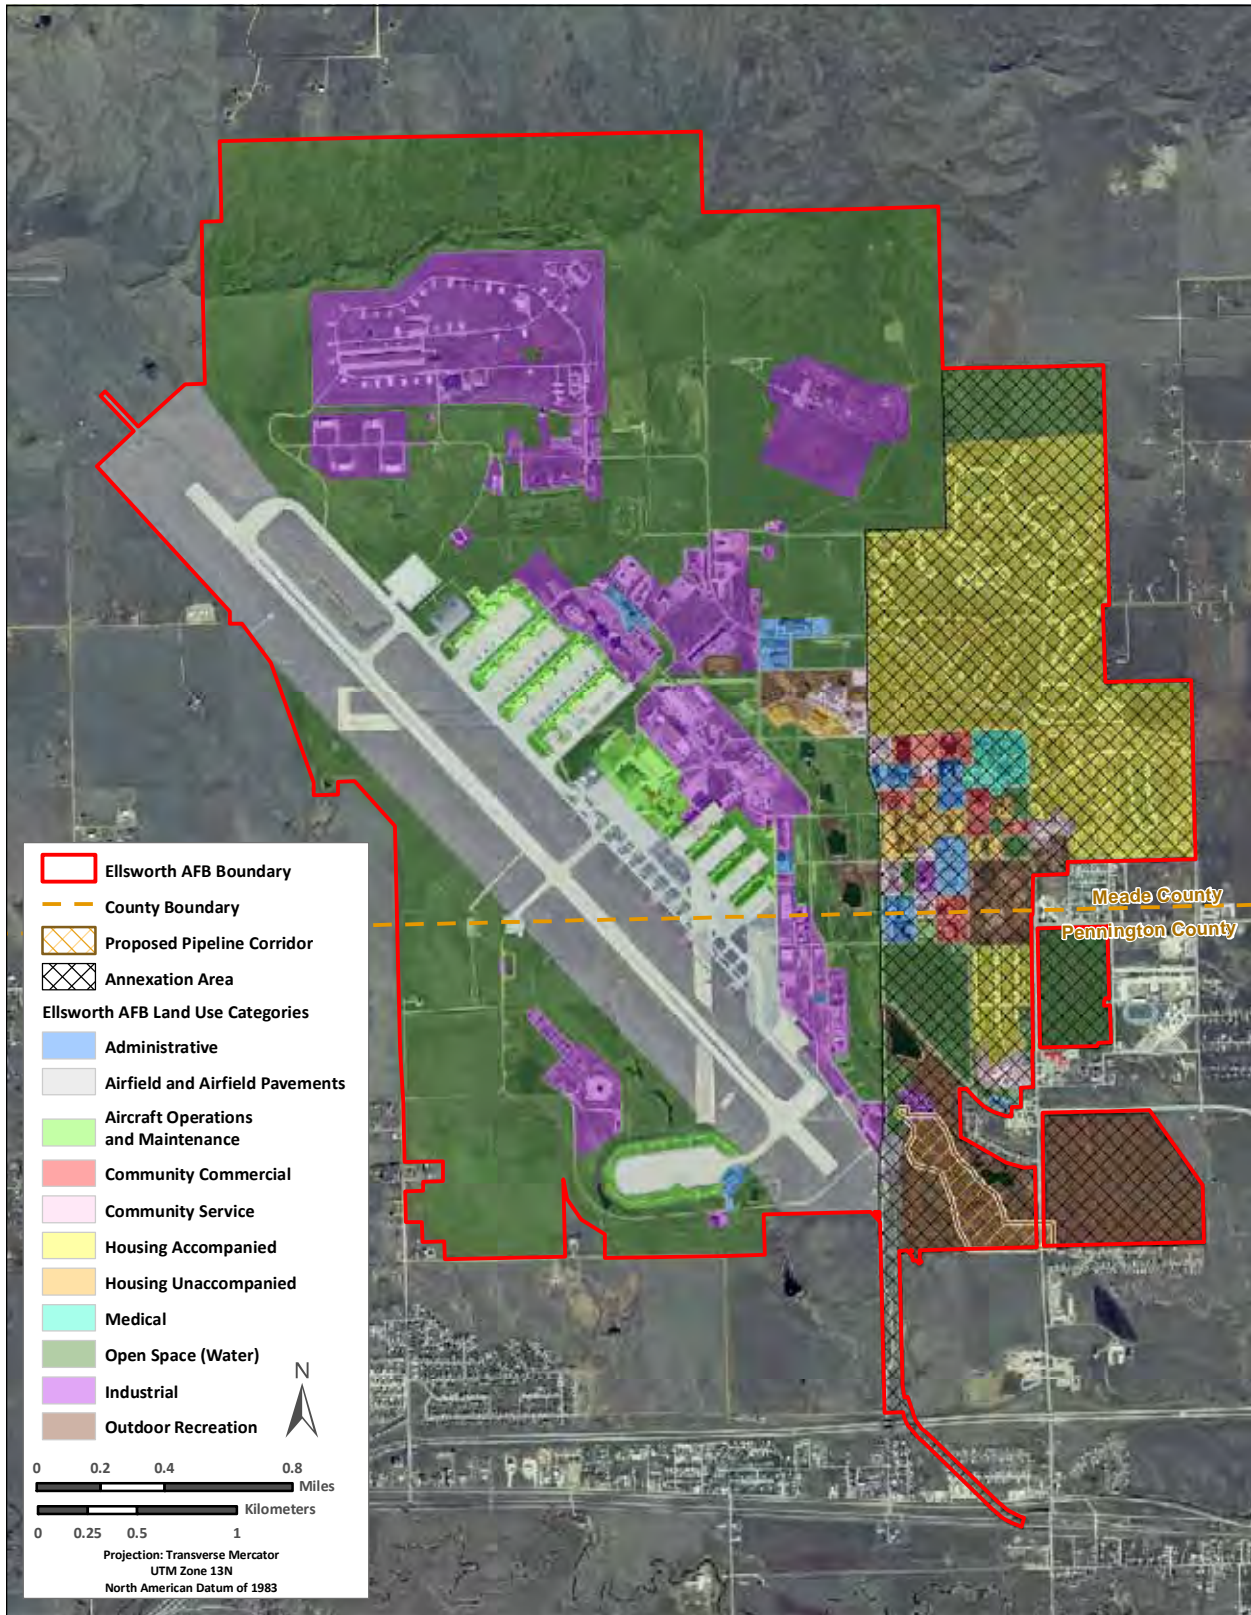 Meade County
Pennington County
Ellsworth AFB Boundary
County Boundary
Proposed Pipeline Corridor
Annexation Area
Ellsworth AFB Land Use Categories
Administrative
Airfield and Airfield Pavements
Aircraft Operations
and Maintenance
Community Commercial
Community Service
Housing Accompanied
Housing Unaccompanied
Medical
Open Space (Water)
Industrial
Outdoor Recreation
N
0 0.2 0.4 0.8
Miles
Kilometers
0 0.25 0.5 1
Projection: Transverse Mercator
UTM Zone 13N
North American Datum of 1983